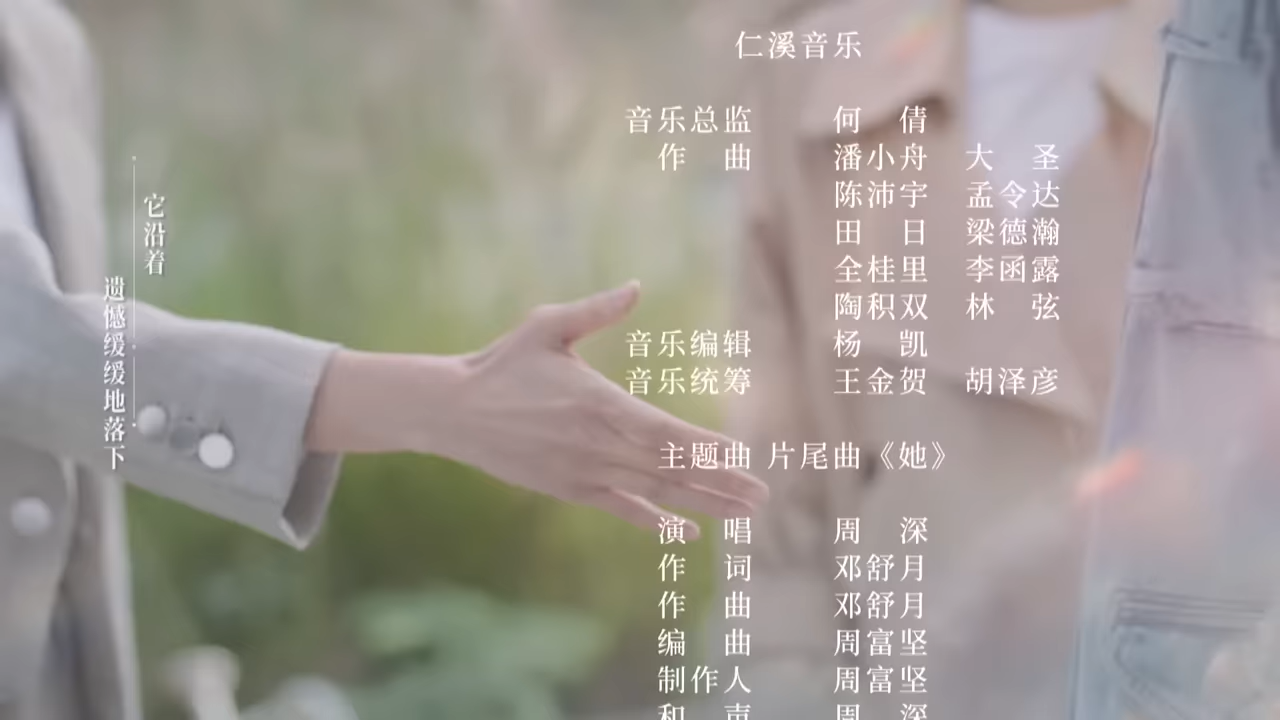 它沿着
遗憾缓缓地落下
仁溪音乐
音乐总监 何倩
作曲 潘小舟 大圣
陈沛宇 孟令达
田日 梁德瀚
全桂里 李函露
陶积双 林弦
音乐编辑 杨凯
音乐统筹 王金贺 胡泽彦
主题曲 片尾曲《她》
演唱 周深
作词 邓舒月
作曲 邓舒月
编曲 周富坚
制作人 周富坚
和声 周深